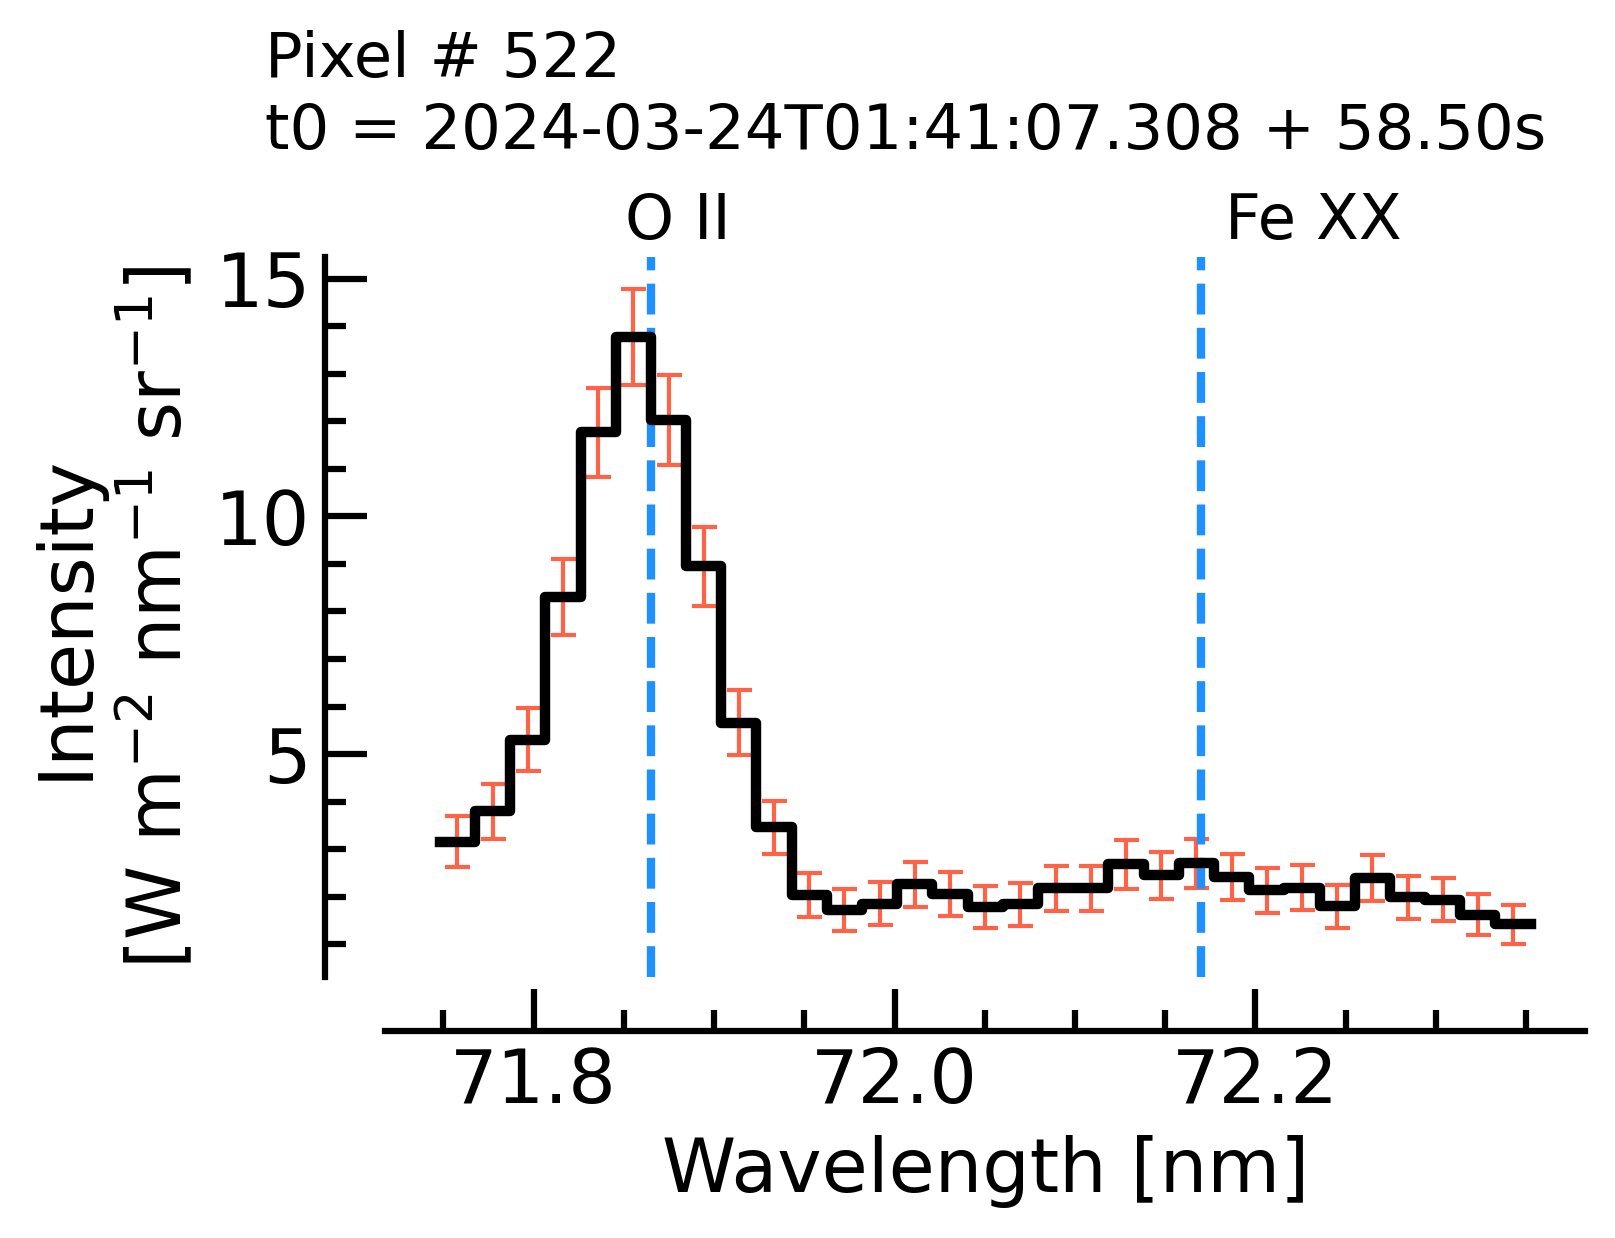 Pixel # 522
t0 = 2024-03-24T01:41:07.308 + 58.50s
O II
Fe XX
Intensity
[W m⁻² nm⁻¹ sr⁻¹]
15
10
5
71.8
72.0
72.2
Wavelength [nm]